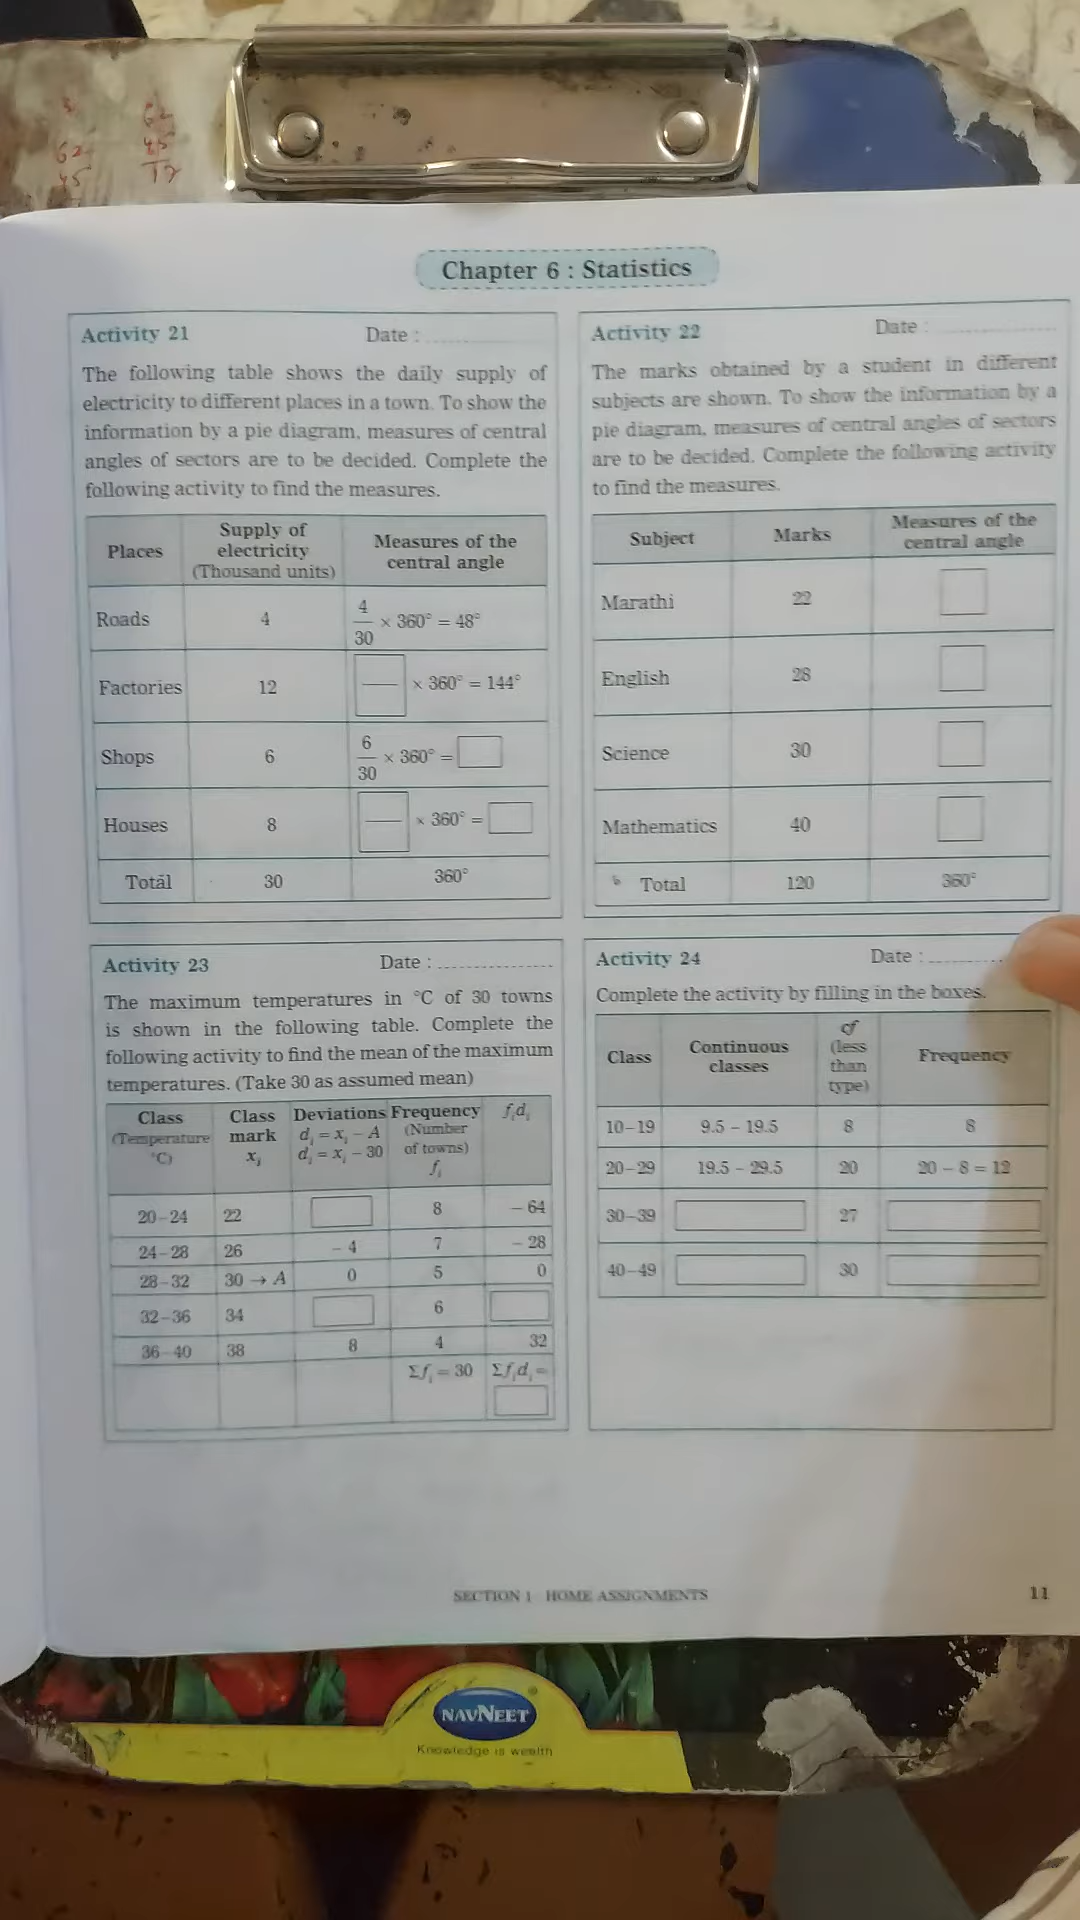 62
45
62
45
17
Chapter 6 : Statistics
Activity 21 Date : ..................
The following table shows the daily supply of
electricity to different places in a town. To show the
information by a pie diagram, measures of central
angles of sectors are to be decided. Complete the
following activity to find the measures.
Places | Supply of electricity (Thousand units) | Measures of the central angle
Roads | 4 | 4/30 × 360° = 48°
Factories | 12 | × 360° = 144°
Shops | 6 | 6/30 × 360° =
Houses | 8 | × 360° =
Total | 30 | 360°
Activity 22 Date : ..................
The marks obtained by a student in different
subjects are shown. To show the information by a
pie diagram, measures of central angles of sectors
are to be decided. Complete the following activity
to find the measures.
Subject | Marks | Measures of the central angle
Marathi | 22
English | 28
Science | 30
Mathematics | 40
Total | 120 | 360°
Activity 23 Date : ..................
The maximum temperatures in °C of 30 towns
is shown in the following table. Complete the
following activity to find the mean of the maximum
temperatures. (Take 30 as assumed mean)
Class (Temperature °C) | Class mark xᵢ | Deviations dᵢ = xᵢ − A dᵢ = xᵢ − 30 | Frequency (Number of towns) fᵢ | fᵢdᵢ
20−24 | 22 | | 8 | − 64
24−28 | 26 | − 4 | 7 | − 28
28−32 | 30 → A | 0 | 5 | 0
32−36 | 34 | | 6 |
36−40 | 38 | 8 | 4 | 32
Σfᵢ = 30 | Σfᵢdᵢ =
Activity 24 Date : ..................
Complete the activity by filling in the boxes.
Class | Continuous classes | cf (less than type) | Frequency
10−19 | 9.5 − 19.5 | 8 | 8
20−29 | 19.5 − 29.5 | 20 | 20 − 8 = 12
30−39 | | 27 |
40−49 | | 30 |
SECTION 1 HOME ASSIGNMENTS
11
NAVNEET
Knowledge is wealth